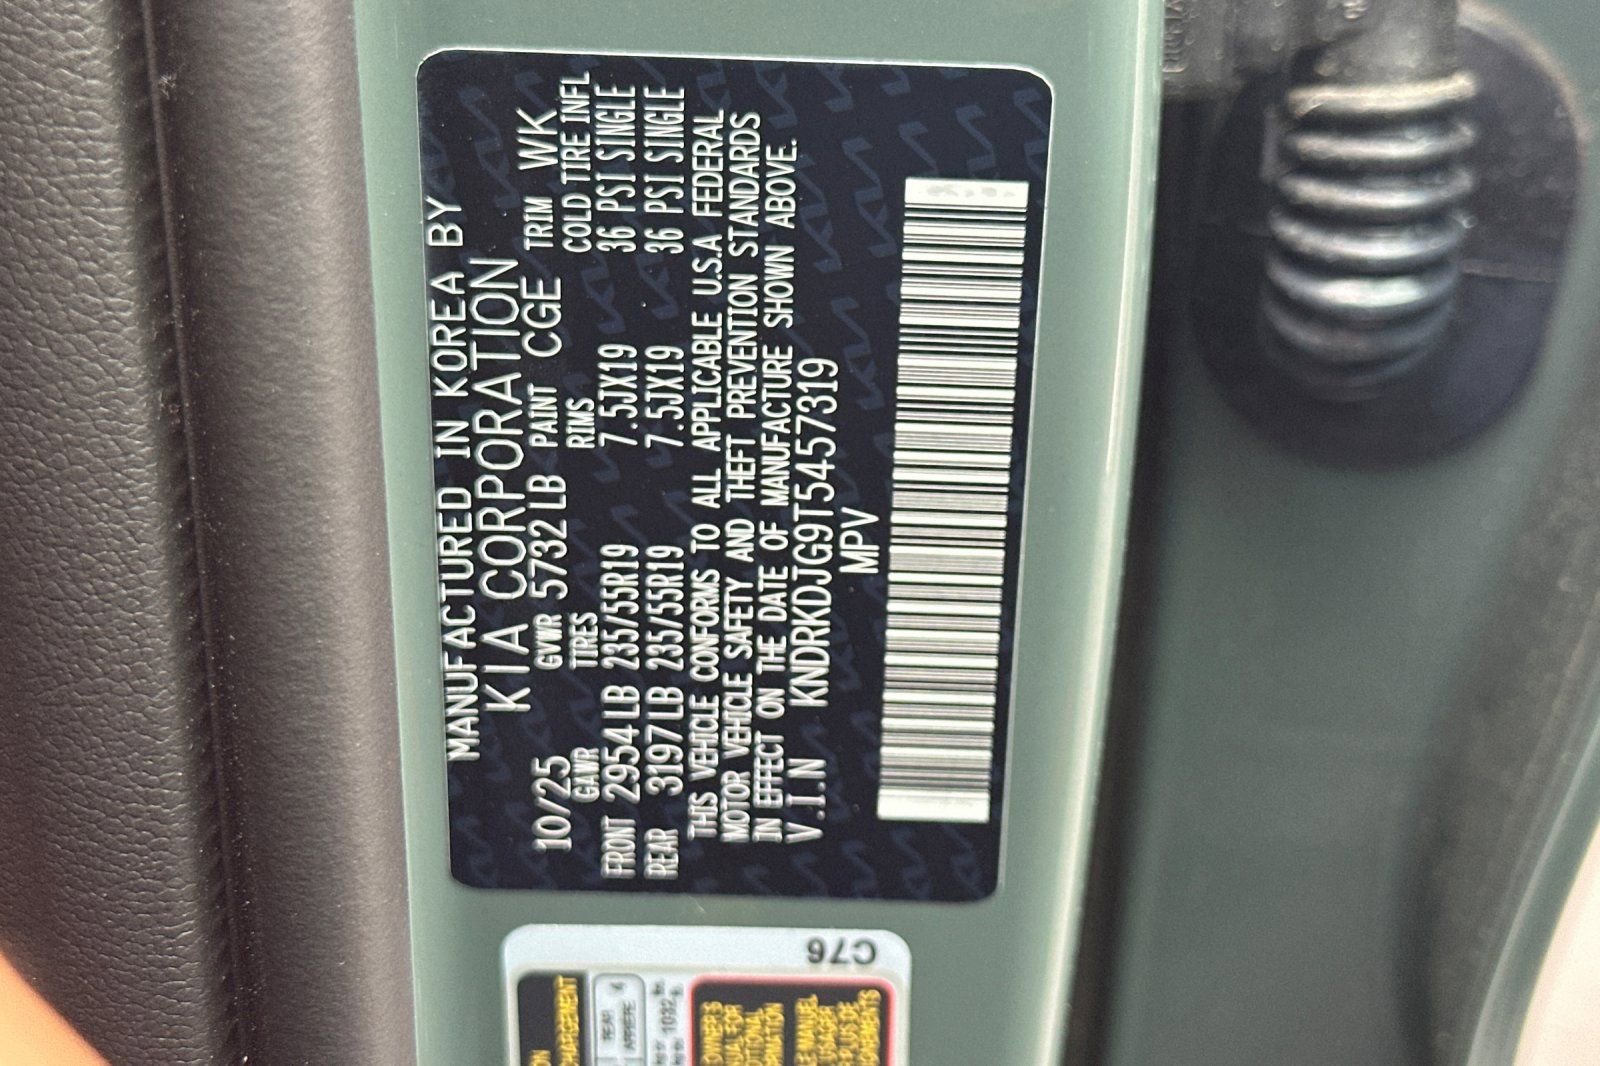 MANUFACTURED IN KOREA BY
KIA CORPORATION
10/25 GVWR 5732 LB PAINT CGE TRIM WK
GAWR TIRES RIMS COLD TIRE INFL
FRONT 2954 LB 235/55R19 7.5JX19 36 PSI SINGLE
REAR 3197 LB 235/55R19 7.5JX19 36 PSI SINGLE
THIS VEHICLE CONFORMS TO ALL APPLICABLE U.S.A FEDERAL
MOTOR VEHICLE SAFETY AND THEFT PREVENTION STANDARDS
IN EFFECT ON THE DATE OF MANUFACTURE SHOWN ABOVE.
V.I.N KNDRKDJG9T5457319
MPV
C76
REAR
ARRIERE